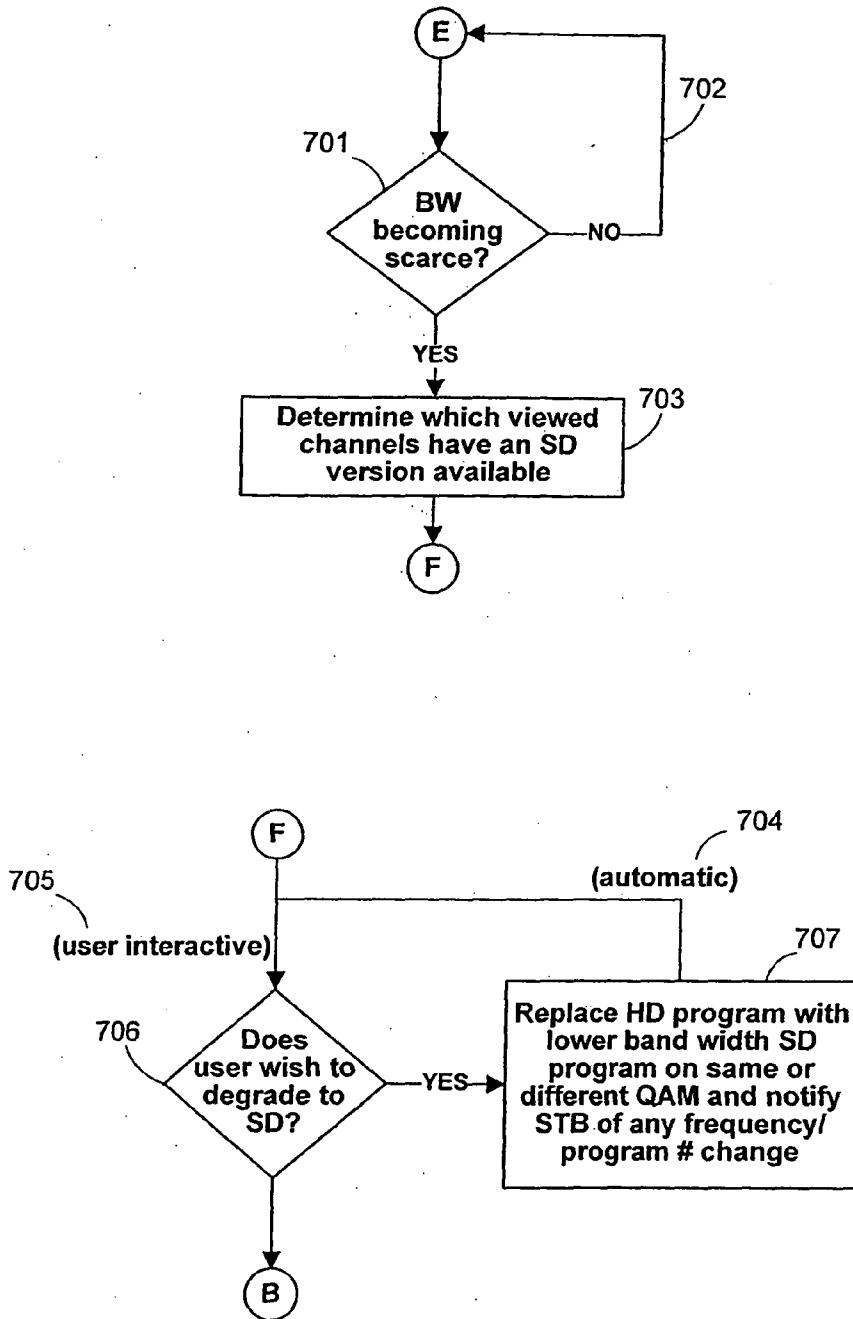 E
702
701
BW
becoming
scarce?
NO
YES
703
Determine which viewed
channels have an SD
version available
F
F
704
(automatic)
705
(user interactive)
707
706
Does
user wish to
degrade to
SD?
YES
Replace HD program with
lower band width SD
program on same or
different QAM and notify
STB of any frequency/
program # change
B